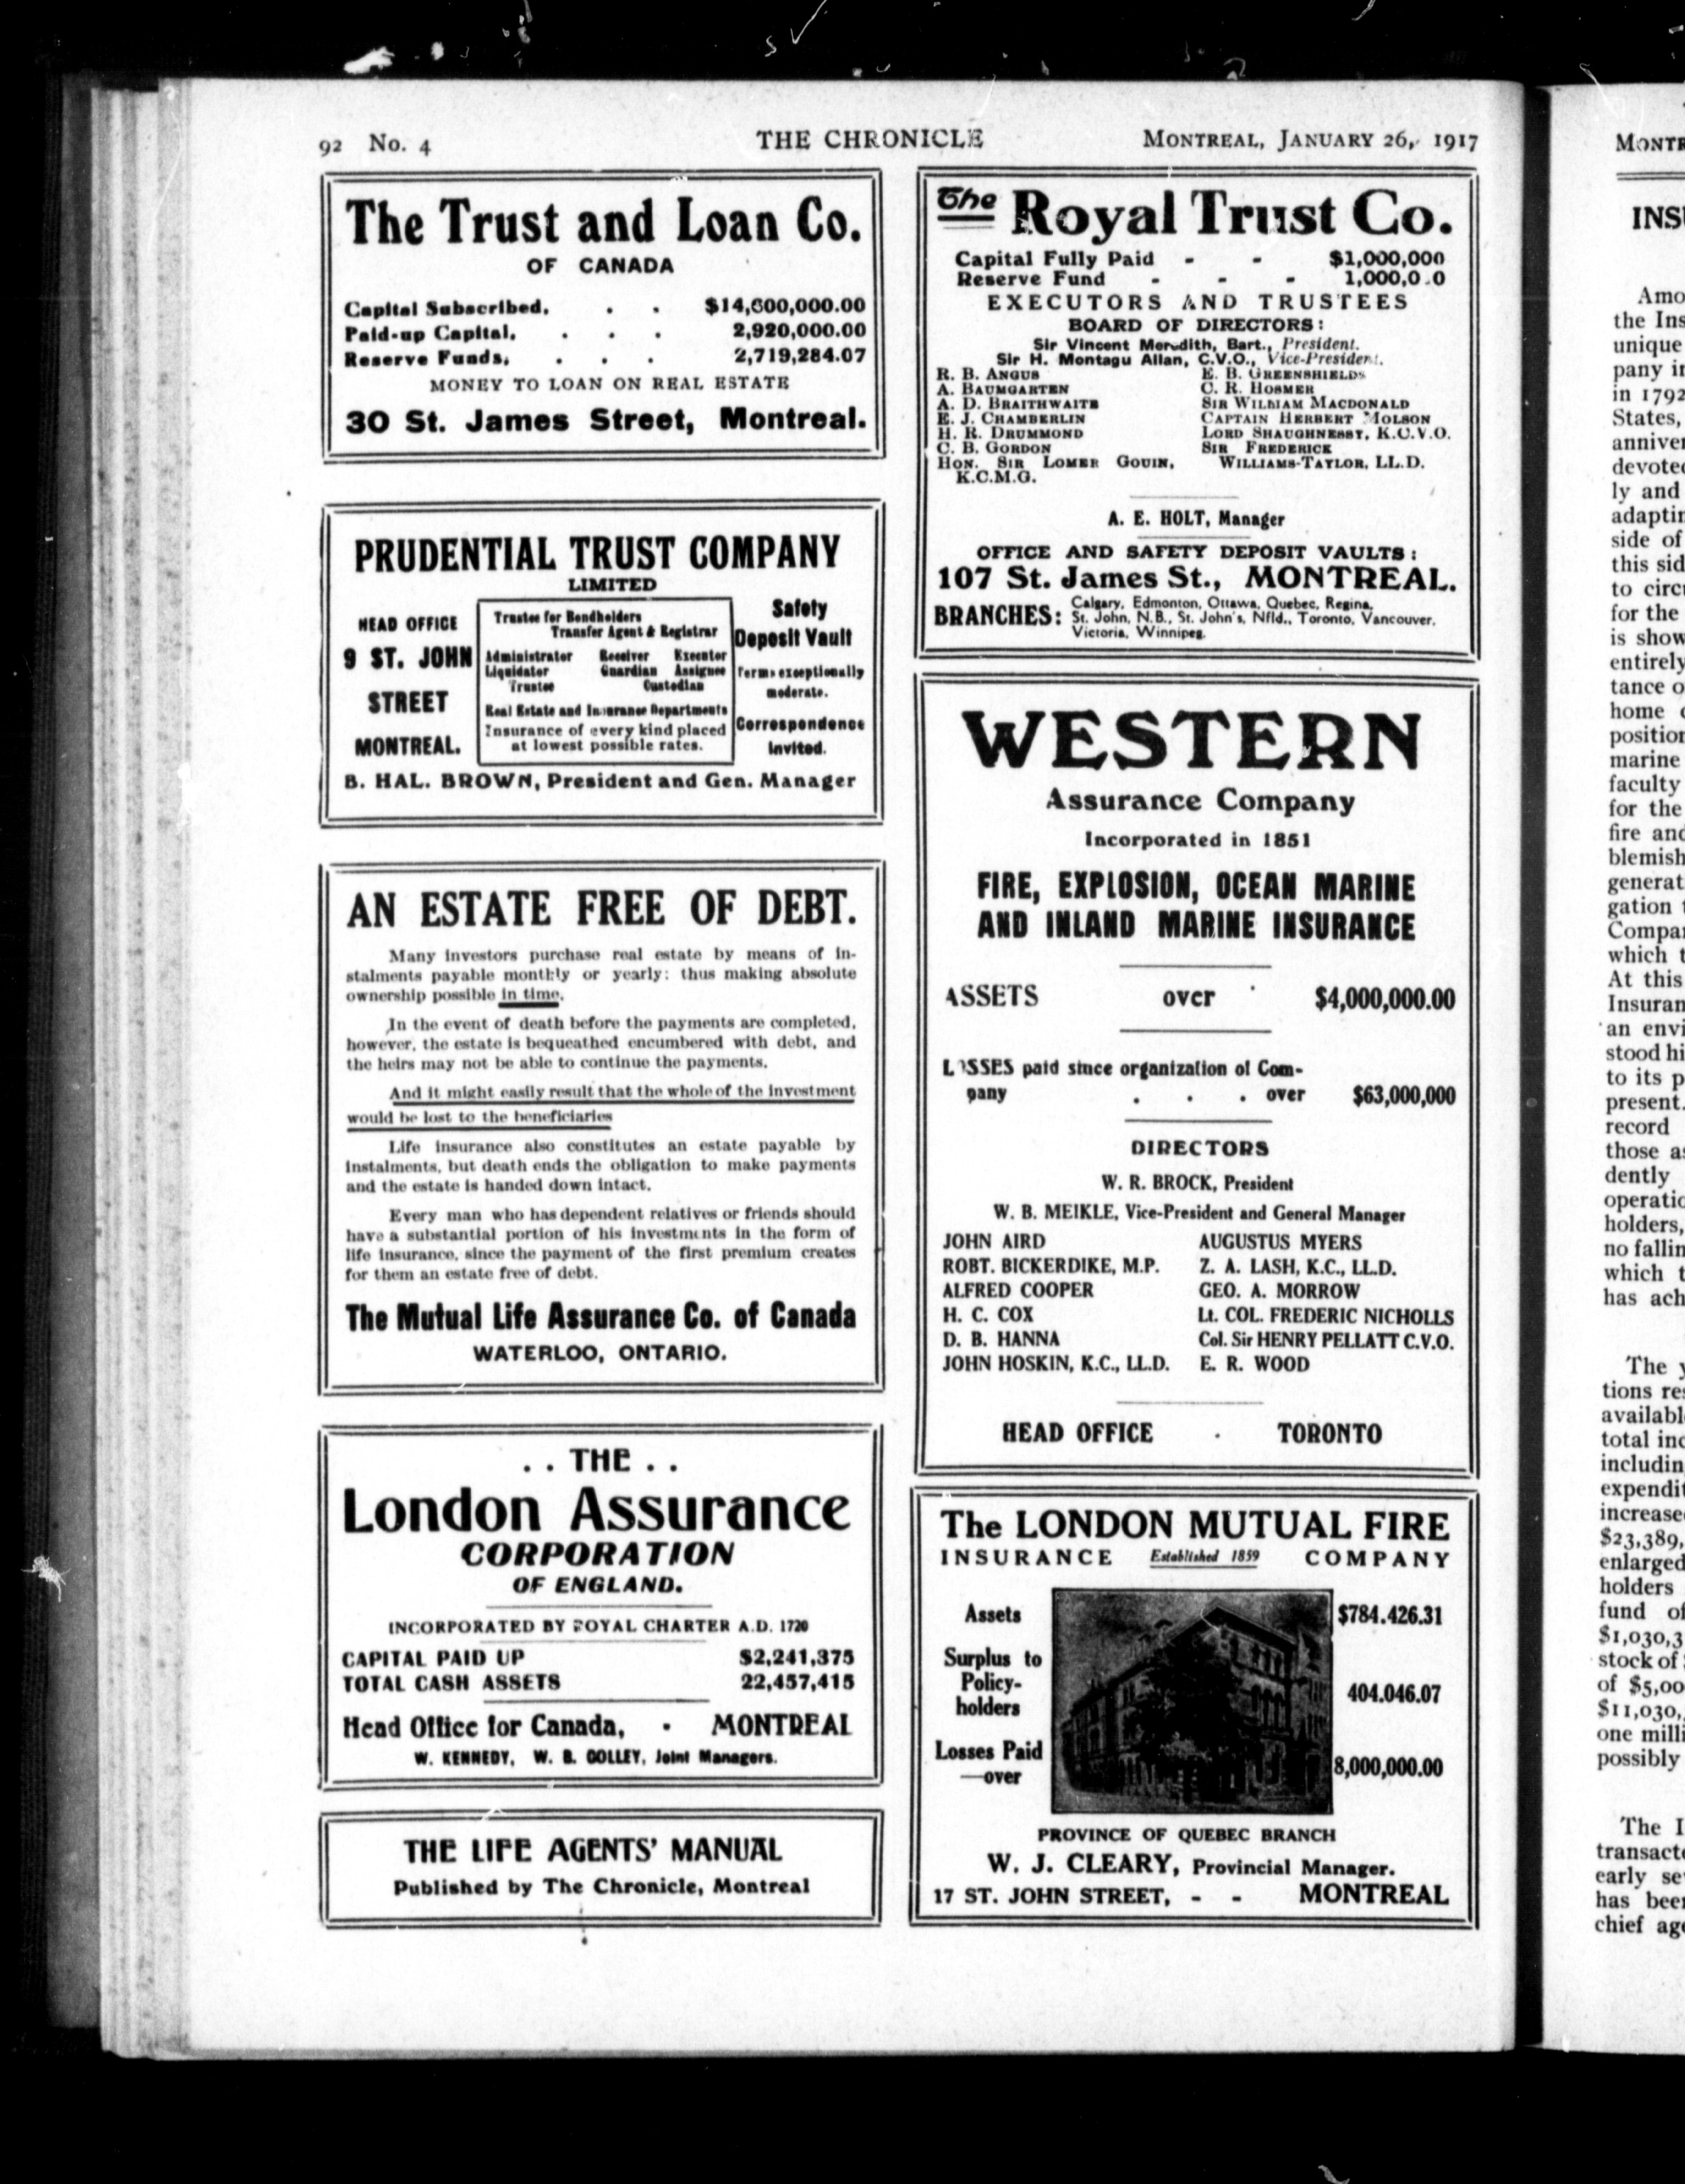 92 No. 4
THE CHRONICLE
MONTREAL, JANUARY 26, 1917
The Trust and Loan Co.
OF CANADA
Capital Subscribed, . . $14,600,000.00
Paid-up Capital, . . . 2,920,000.00
Reserve Funds, . . . 2,719,284.07
MONEY TO LOAN ON REAL ESTATE
30 St. James Street, Montreal.
PRUDENTIAL TRUST COMPANY
LIMITED
HEAD OFFICE
9 ST. JOHN
STREET
MONTREAL.
Trustee for Bondholders
Transfer Agent & Registrar
Administrator Receiver Executor
Liquidator Guardian Assignee
Trustee Custodian
Real Estate and Insurance Departments
Insurance of every kind placed
at lowest possible rates.
Safety
Deposit Vault
Terms exceptionally
moderate.
Correspondence
Invited.
B. HAL. BROWN, President and Gen. Manager
AN ESTATE FREE OF DEBT.
Many investors purchase real estate by means of in-
stalments payable monthly or yearly: thus making absolute
ownership possible in time.
In the event of death before the payments are completed,
however, the estate is bequeathed encumbered with debt, and
the heirs may not be able to continue the payments.
And it might easily result that the whole of the investment
would be lost to the beneficiaries
Life insurance also constitutes an estate payable by
instalments, but death ends the obligation to make payments
and the estate is handed down intact.
Every man who has dependent relatives or friends should
have a substantial portion of his investments in the form of
life insurance, since the payment of the first premium creates
for them an estate free of debt.
The Mutual Life Assurance Co. of Canada
WATERLOO, ONTARIO.
. . THE . .
London Assurance
CORPORATION
OF ENGLAND.
INCORPORATED BY ROYAL CHARTER A.D. 1720
CAPITAL PAID UP $2,241,375
TOTAL CASH ASSETS 22,457,415
Head Office for Canada, - MONTREAL
W. KENNEDY, W. B. COLLEY, Joint Managers.
THE LIFE AGENTS' MANUAL
Published by The Chronicle, Montreal
The Royal Trust Co.
Capital Fully Paid - - $1,000,000
Reserve Fund - - - 1,000,0 0
EXECUTORS AND TRUSTEES
BOARD OF DIRECTORS:
Sir Vincent Meredith, Bart., President.
Sir H. Montagu Allan, C.V.O., Vice-President.
R. B. ANGUS E. B. GREENSHIELDS
A. BAUMGARTEN C. R. HOSMER
A. D. BRAITHWAITE SIR WILLIAM MACDONALD
E. J. CHAMBERLIN CAPTAIN HERBERT MOLSON
H. R. DRUMMOND LORD SHAUGHNESSY, K.C.V.O.
C. B. GORDON SIR FREDERICK
HON. SIR LOMER GOUIN, WILLIAMS-TAYLOR, LL.D.
K.C.M.G.
A. E. HOLT, Manager
OFFICE AND SAFETY DEPOSIT VAULTS:
107 St. James St., MONTREAL.
BRANCHES: Calgary, Edmonton, Ottawa, Quebec, Regina,
St. John, N.B., St. John's, Nfld., Toronto, Vancouver,
Victoria, Winnipeg.
WESTERN
Assurance Company
Incorporated in 1851
FIRE, EXPLOSION, OCEAN MARINE
AND INLAND MARINE INSURANCE
ASSETS over $4,000,000.00
LOSSES paid since organization of Com-
pany . . . over $63,000,000
DIRECTORS
W. R. BROCK, President
W. B. MEIKLE, Vice-President and General Manager
JOHN AIRD AUGUSTUS MYERS
ROBT. BICKERDIKE, M.P. Z. A. LASH, K.C., LL.D.
ALFRED COOPER GEO. A. MORROW
H. C. COX Lt. COL. FREDERIC NICHOLLS
D. B. HANNA Col. Sir HENRY PELLATT C.V.O.
JOHN HOSKIN, K.C., LL.D. E. R. WOOD
HEAD OFFICE - TORONTO
The LONDON MUTUAL FIRE
INSURANCE Established 1859 COMPANY
Assets $784.426.31
Surplus to
Policy-
holders 404.046.07
Losses Paid
—over 8,000,000.00
PROVINCE OF QUEBEC BRANCH
W. J. CLEARY, Provincial Manager.
17 ST. JOHN STREET, - - MONTREAL